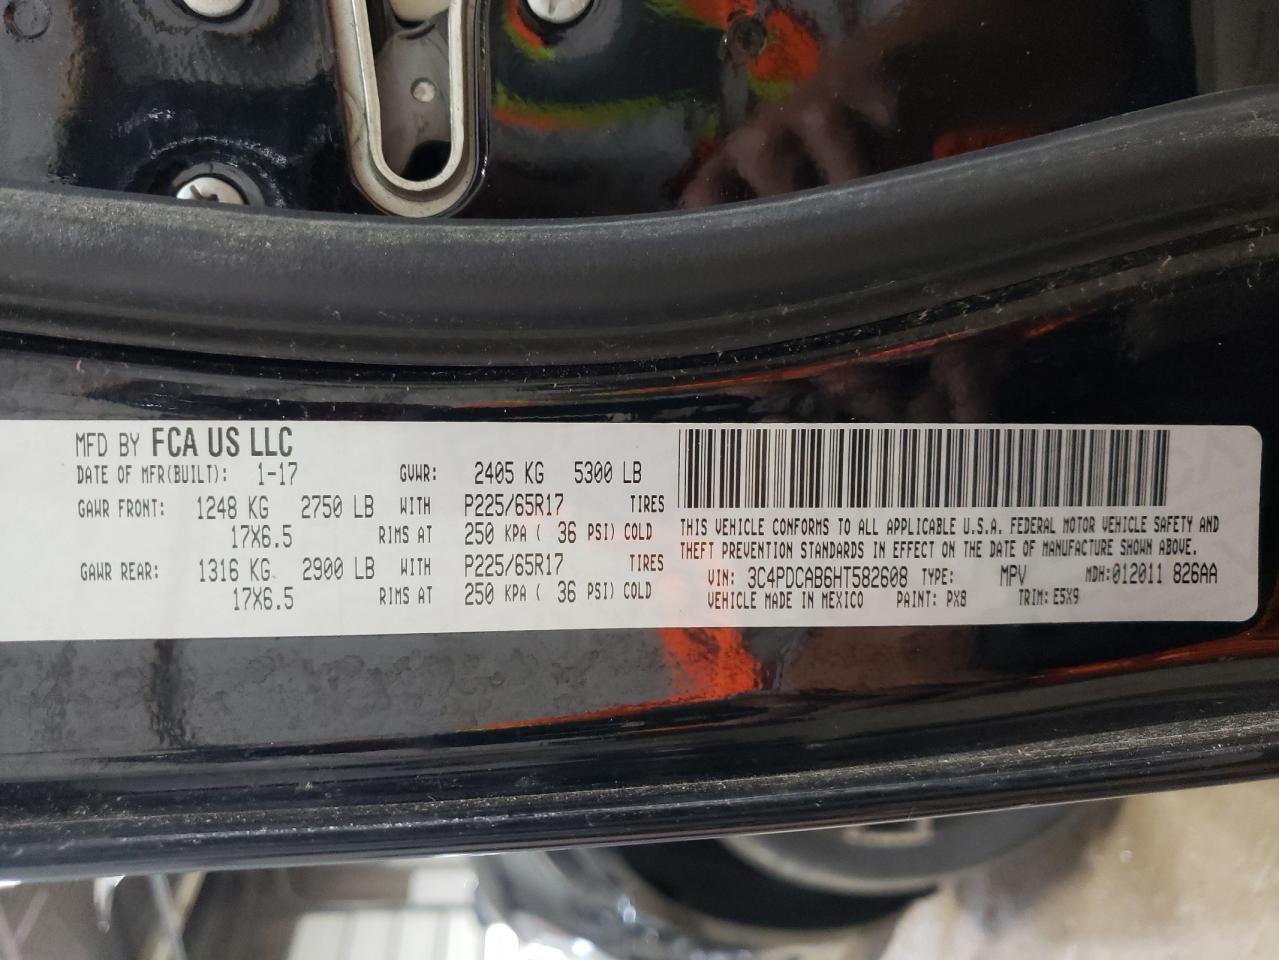 MFD BY FCA US LLC
DATE OF MFR(BUILT): 1-17 GVWR: 2405 KG 5300 LB
GAWR FRONT: 1248 KG 2750 LB WITH P225/65R17 TIRES
17X6.5 RIMS AT 250 KPA ( 36 PSI) COLD
GAWR REAR: 1316 KG 2900 LB WITH P225/65R17 TIRES
17X6.5 RIMS AT 250 KPA ( 36 PSI) COLD
THIS VEHICLE CONFORMS TO ALL APPLICABLE U.S.A. FEDERAL MOTOR VEHICLE SAFETY AND
THEFT PREVENTION STANDARDS IN EFFECT ON THE DATE OF MANUFACTURE SHOWN ABOVE.
VIN: 3C4PDCAB6HT582608 TYPE: MPV MDH:012011 826AA
VEHICLE MADE IN MEXICO PAINT: PX8 TRIM: E5X9